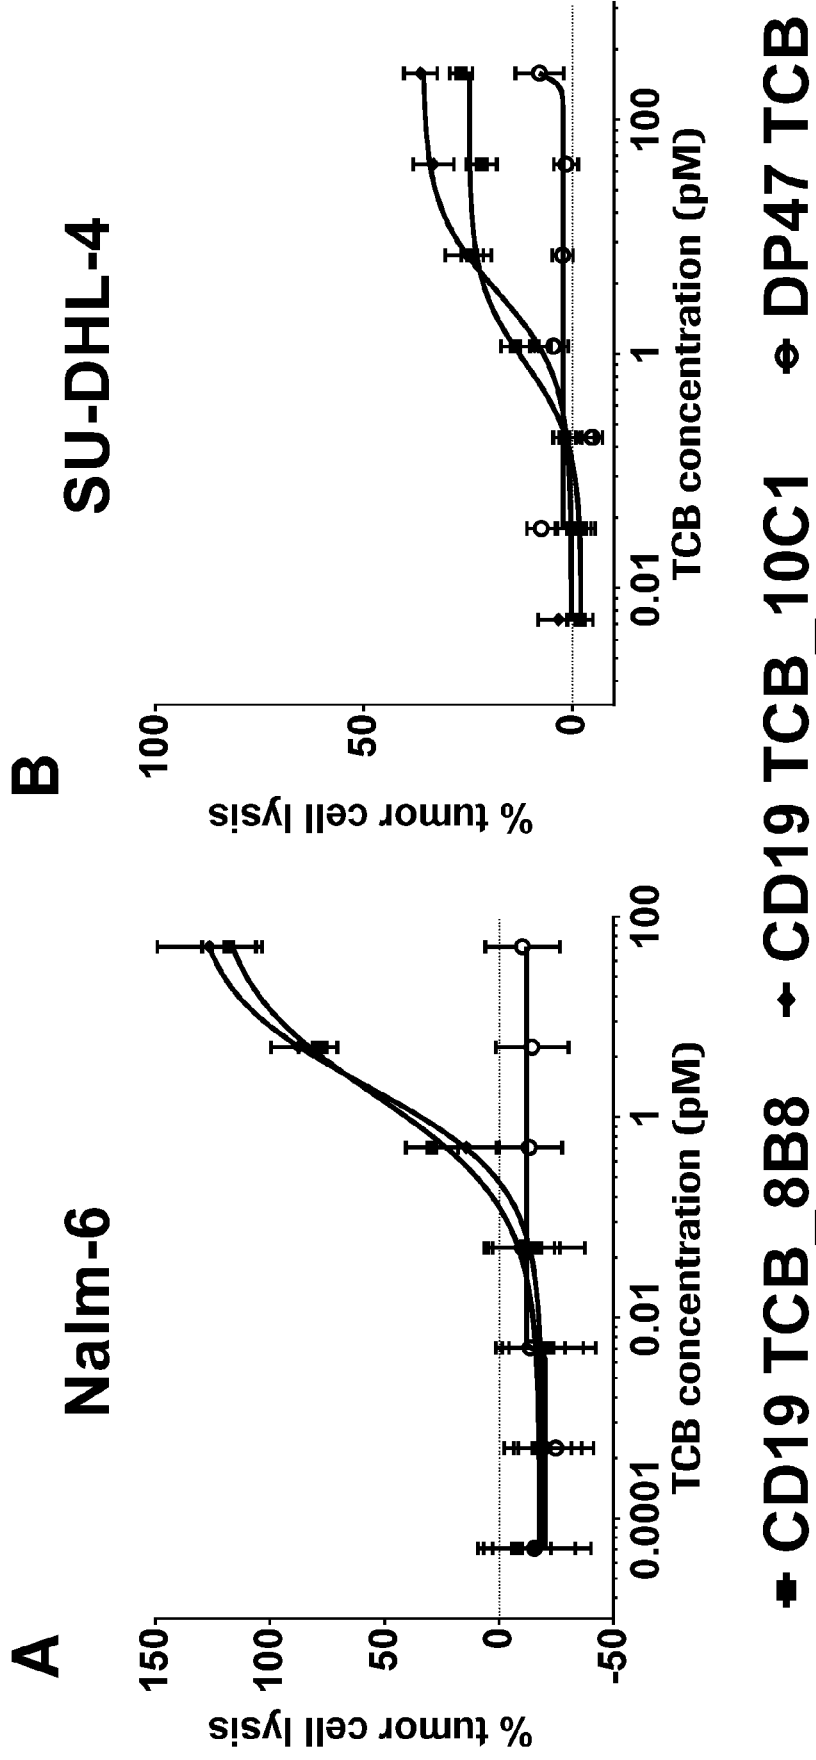 A
Nalm-6
% tumor cell lysis
150
100
50
0
-50
0.0001
0.01
1
100
TCB concentration (pM)
B
SU-DHL-4
% tumor cell lysis
100
50
0
0.01
1
100
TCB concentration (pM)
CD19 TCB_8B8
CD19 TCB_10C1
DP47 TCB